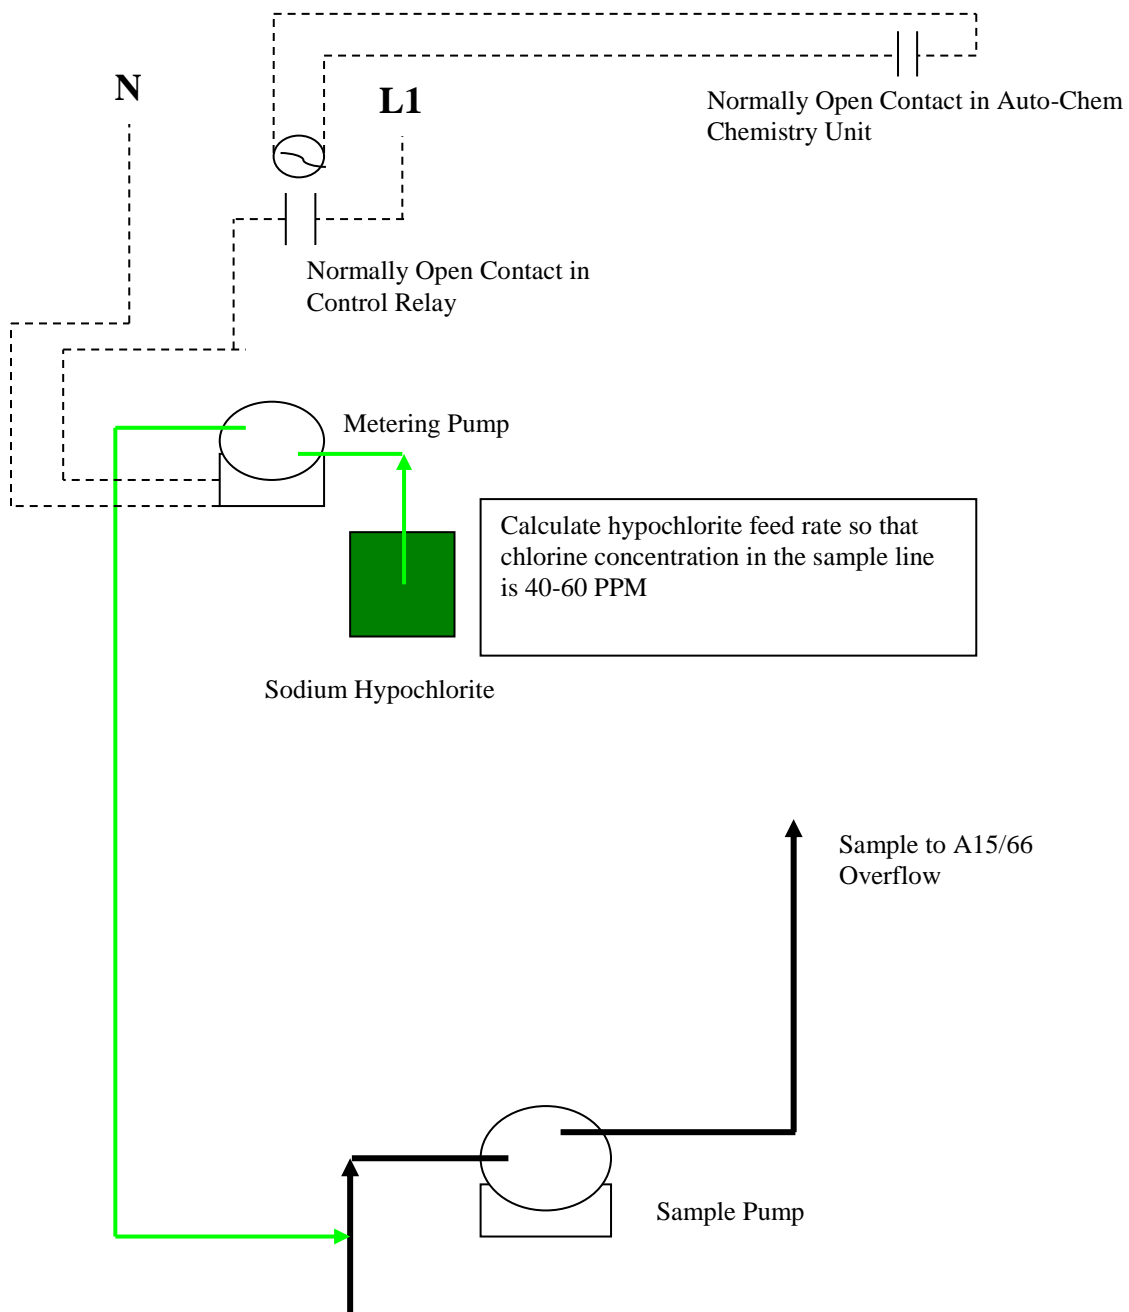 N
L1
Normally Open Contact in Auto-Chem
Chemistry Unit
Normally Open Contact in
Control Relay
Metering Pump
Calculate hypochlorite feed rate so that
chlorine concentration in the sample line
is 40-60 PPM
Sodium Hypochlorite
Sample to A15/66
Overflow
Sample Pump